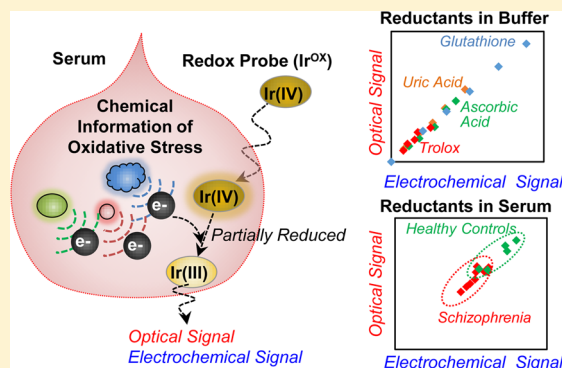 Serum
Redox Probe (Ir^OX)
Ir(IV)
Chemical
Information of
Oxidative Stress
Ir(IV)
e-
e-
e-
e-
Partially Reduced
Ir(III)
Optical Signal
Electrochemical Signal
Reductants in Buffer
Optical Signal
Glutathione
Uric Acid
Ascorbic
Acid
Trolox
Electrochemical Signal
Reductants in Serum
Optical Signal
Healthy Controls
Schizophrenia
Electrochemical Signal